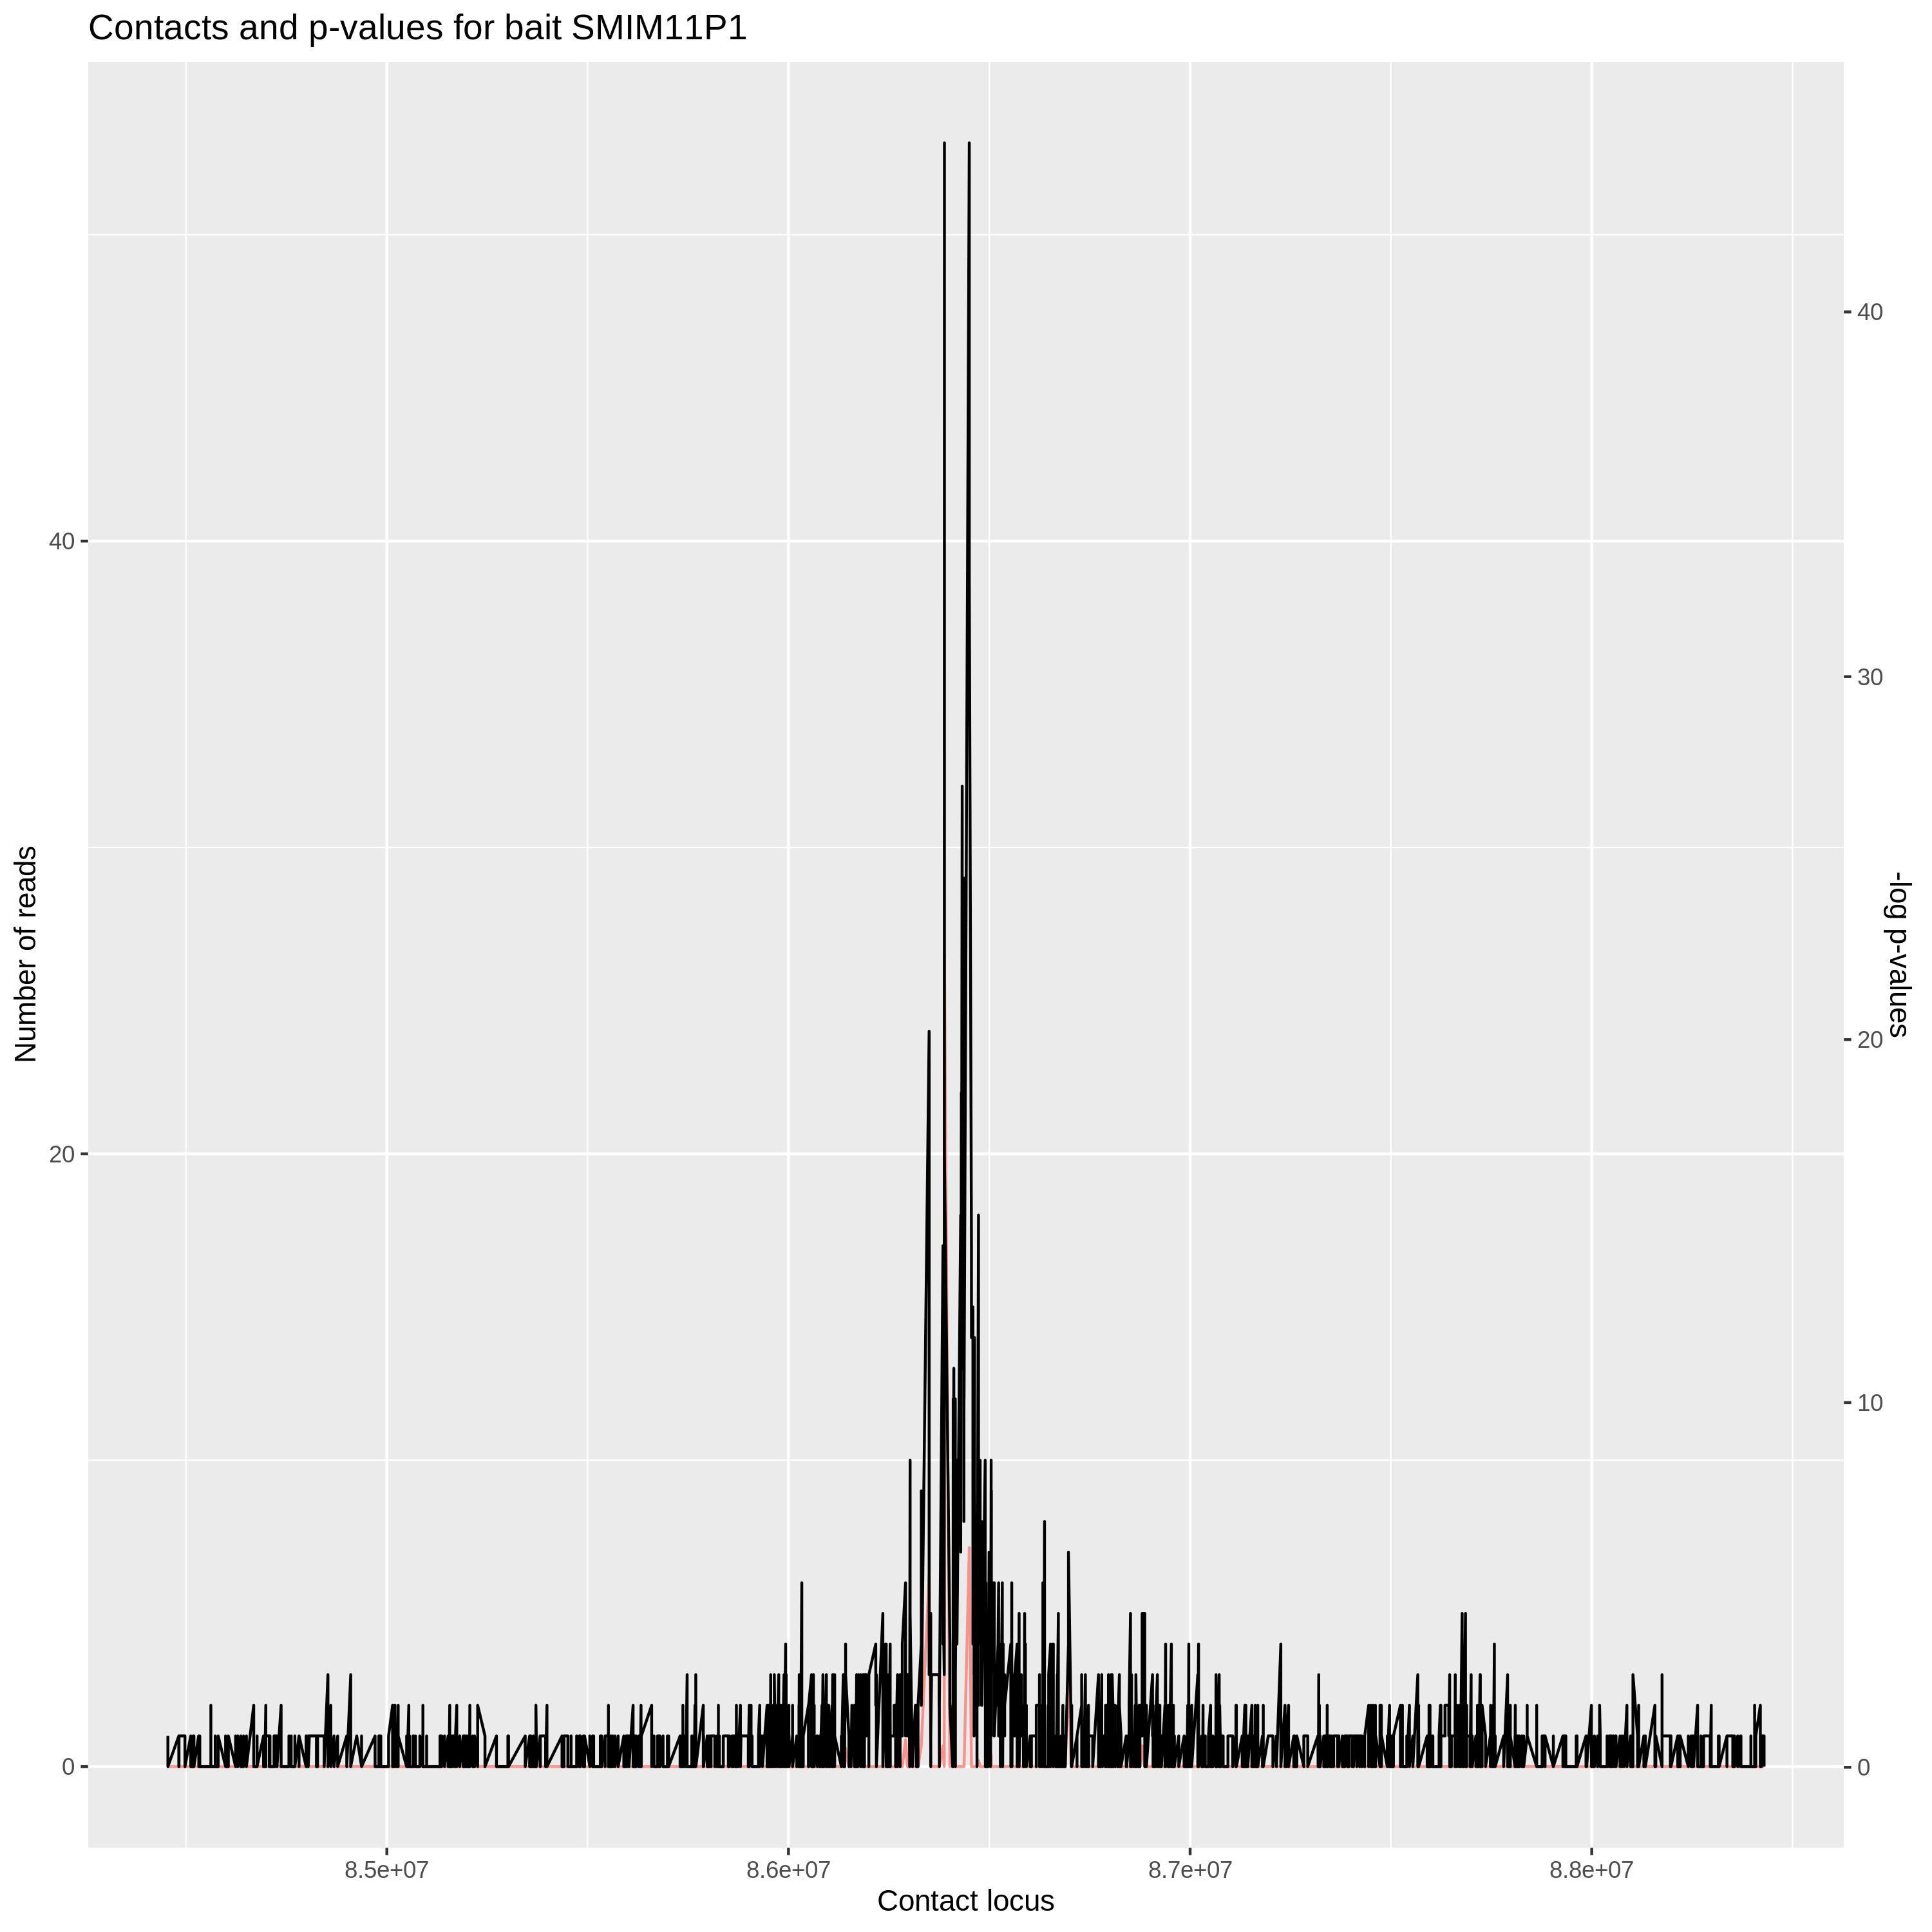 Contacts and p-values for bait SMIM11P1
40
20
0
Number of reads
40
30
20
10
0
-log p-values
8.5e+07
8.6e+07
8.7e+07
8.8e+07
Contact locus